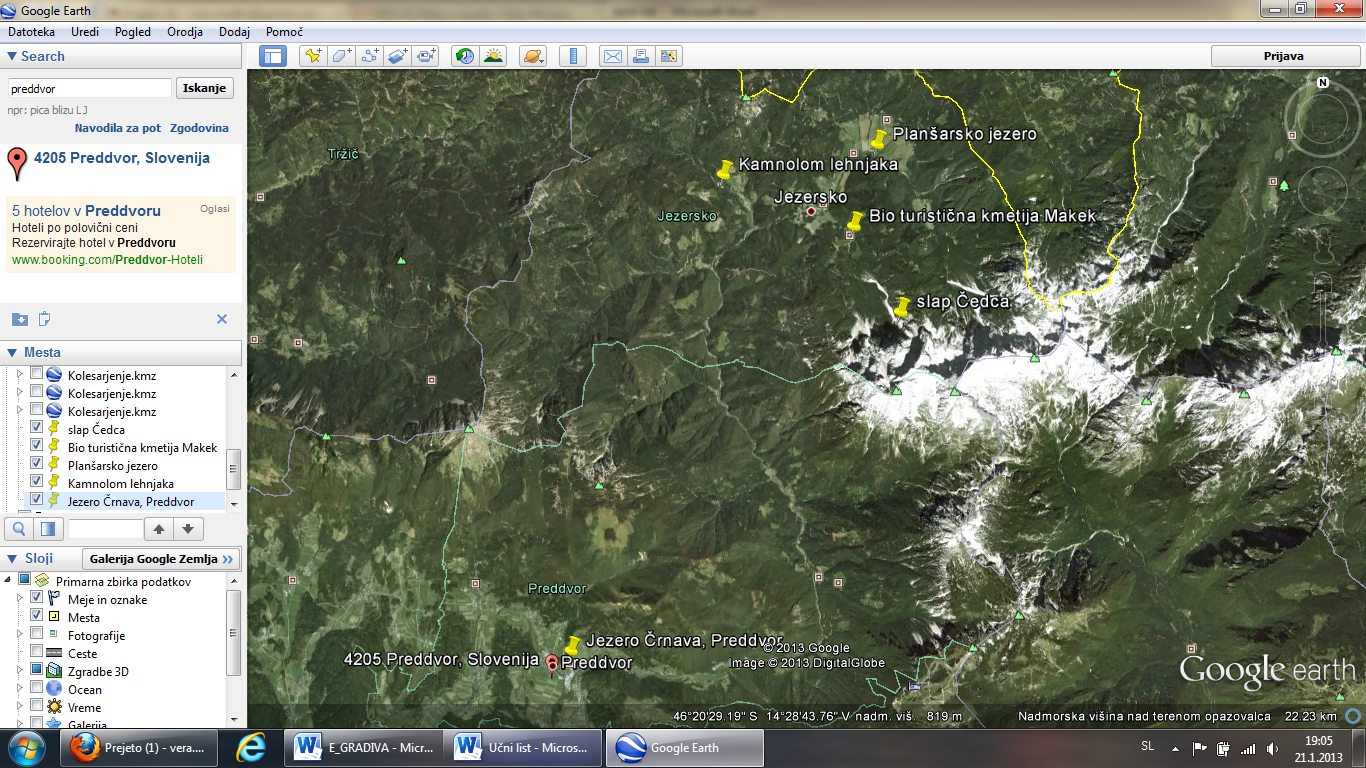 Google Earth
Datoteka Uredi Pogled Orodja Dodaj Pomoč
Search
preddvor
Iskanje
npr: pica blizu LJ
Navodila za pot Zgodovina
4205 Preddvor, Slovenija
5 hotelov v Preddvoru
Oglasi
Hoteli po polovični ceni
Rezervirajte hotel v Preddvoru
www.booking.com/Preddvor-Hoteli
Mesta
Kolesarjenje.kmz
Kolesarjenje.kmz
Kolesarjenje.kmz
slap Čedca
Bio turistična kmetija Makek
Planšarsko jezero
Kamnolom lehnjaka
Jezero Črnava, Preddvor
Sloji
Galerija Google Zemlja >>
Primarna zbirka podatkov
Meje in oznake
Mesta
Fotografije
Ceste
Zgradbe 3D
Ocean
Vreme
Galerija
Prijava
N
Tržič
Planšarsko jezero
Kamnolom lehnjaka
Jezersko
Jezersko
Bio turistična kmetija Makek
slap Čedca
Preddvor
Jezero Črnava, Preddvor
4205 Preddvor, Slovenija
Preddvor
© 2013 Google
Image © 2013 DigitalGlobe
Google earth
46°20'29.19" S 14°28'43.76" V nadm. viš. 819 m
Nadmorska višina nad terenom opazovalca 22.23 km
Prejeto (1) - vera....
E_GRADIVA - Micr...
Učni list - Micros...
Google Earth
SL
19:05
21.1.2013